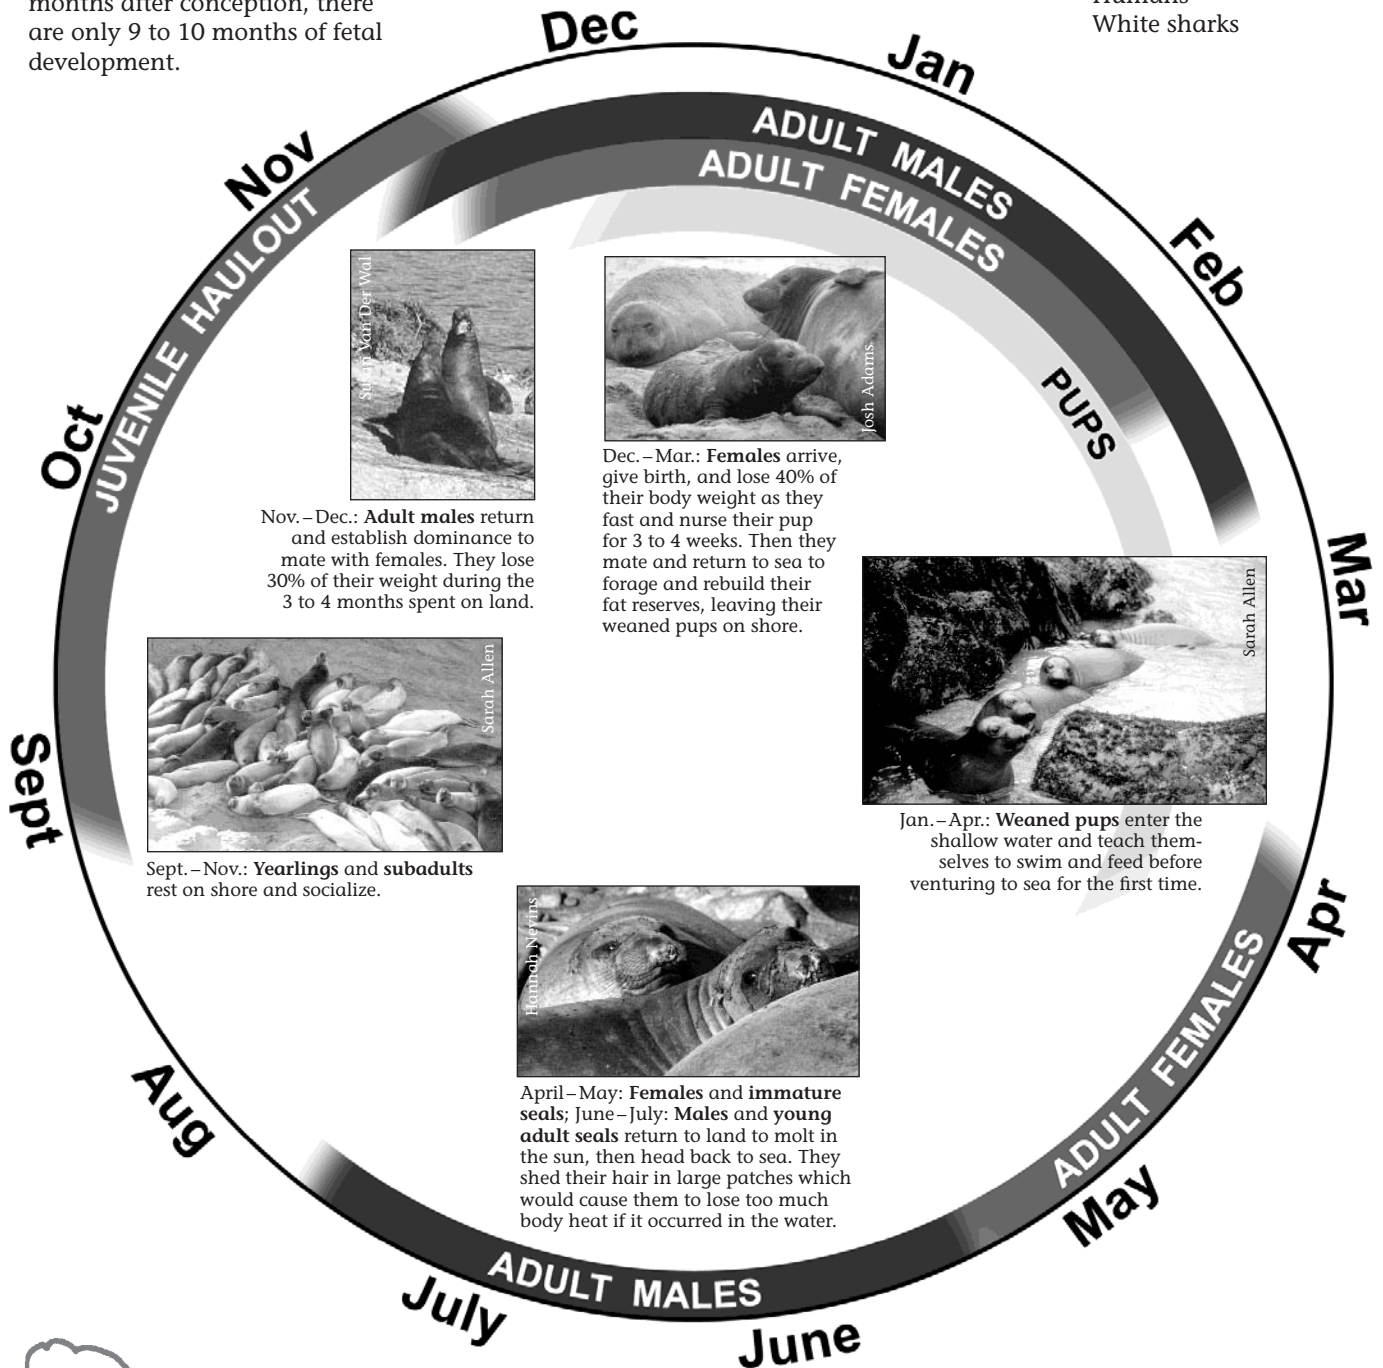 months after conception, there
are only 9 to 10 months of fetal
development.
White sharks
Dec
Jan
Feb
Mar
Apr
May
June
July
Aug
Sept
Oct
Nov
JUVENILE HAULOUT
ADULT MALES
ADULT FEMALES
PUPS
ADULT FEMALES
ADULT MALES
Susan Van Der Wal
Nov.–Dec.: Adult males return
and establish dominance to
mate with females. They lose
30% of their weight during the
3 to 4 months spent on land.
Josh Adams
Dec.–Mar.: Females arrive,
give birth, and lose 40% of
their body weight as they
fast and nurse their pup
for 3 to 4 weeks. Then they
mate and return to sea to
forage and rebuild their
fat reserves, leaving their
weaned pups on shore.
Sarah Allen
Jan.–Apr.: Weaned pups enter the
shallow water and teach them-
selves to swim and feed before
venturing to sea for the first time.
Sarah Allen
Sept.–Nov.: Yearlings and subadults
rest on shore and socialize.
Hannah Nevins
April–May: Females and immature
seals; June–July: Males and young
adult seals return to land to molt in
the sun, then head back to sea. They
shed their hair in large patches which
would cause them to lose too much
body heat if it occurred in the water.